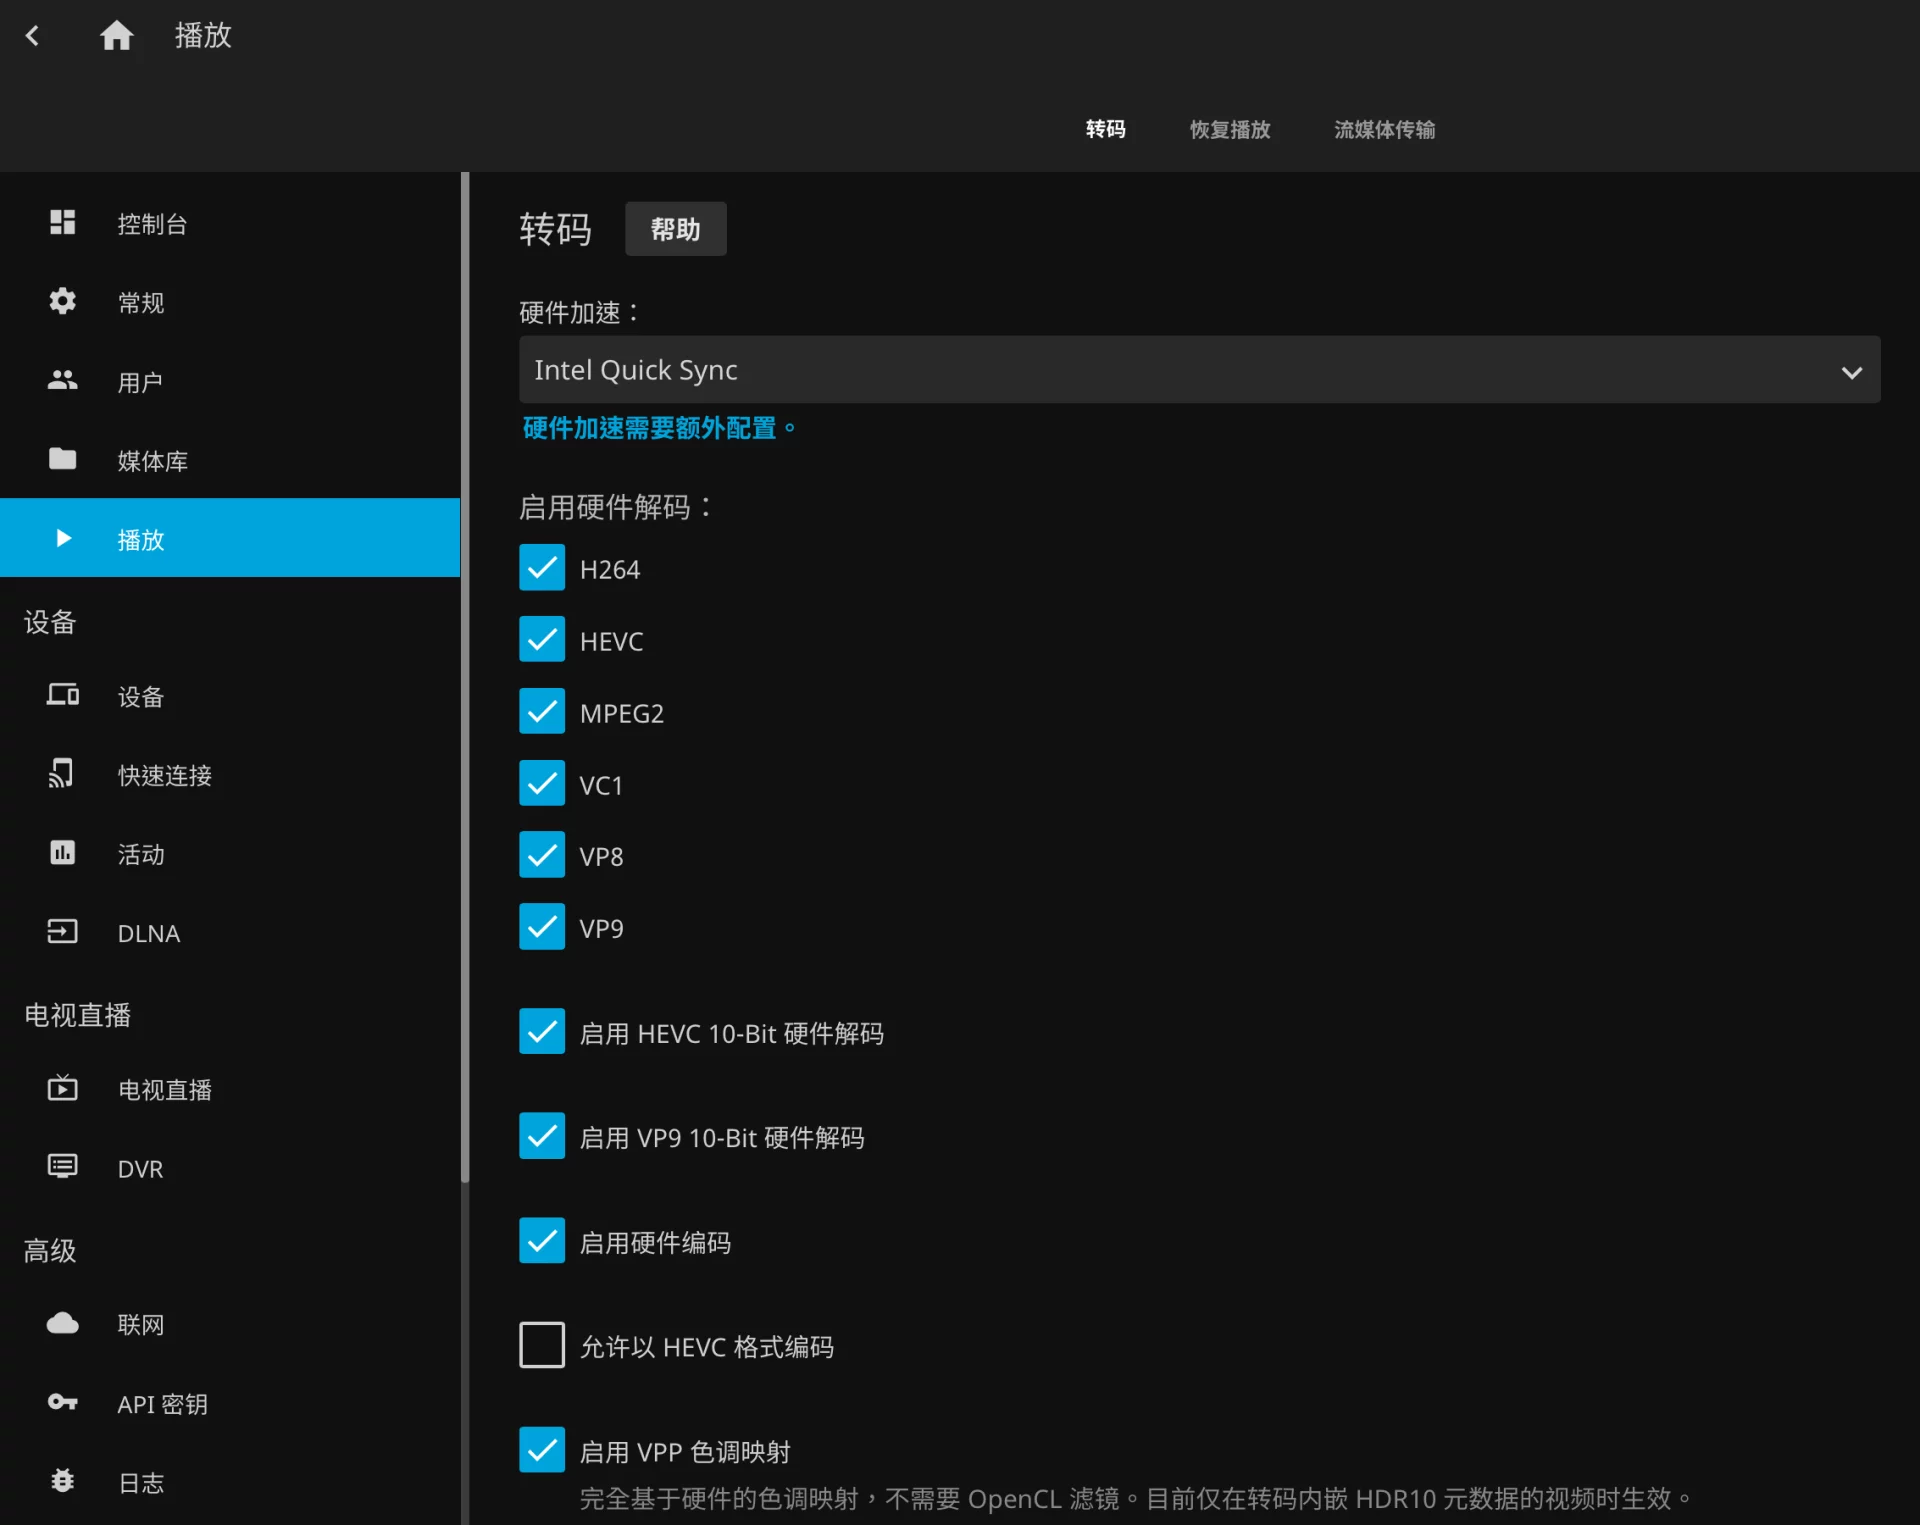 播放
转码 恢复播放 流媒体传输
控制台
常规
用户
媒体库
播放
设备
设备
快速连接
活动
DLNA
电视直播
电视直播
DVR
高级
联网
API 密钥
日志
转码 帮助
硬件加速：
Intel Quick Sync
硬件加速需要额外配置。
启用硬件解码：
H264
HEVC
MPEG2
VC1
VP8
VP9
启用 HEVC 10-Bit 硬件解码
启用 VP9 10-Bit 硬件解码
启用硬件编码
允许以 HEVC 格式编码
启用 VPP 色调映射
完全基于硬件的色调映射，不需要 OpenCL 滤镜。目前仅在转码内嵌 HDR10 元数据的视频时生效。